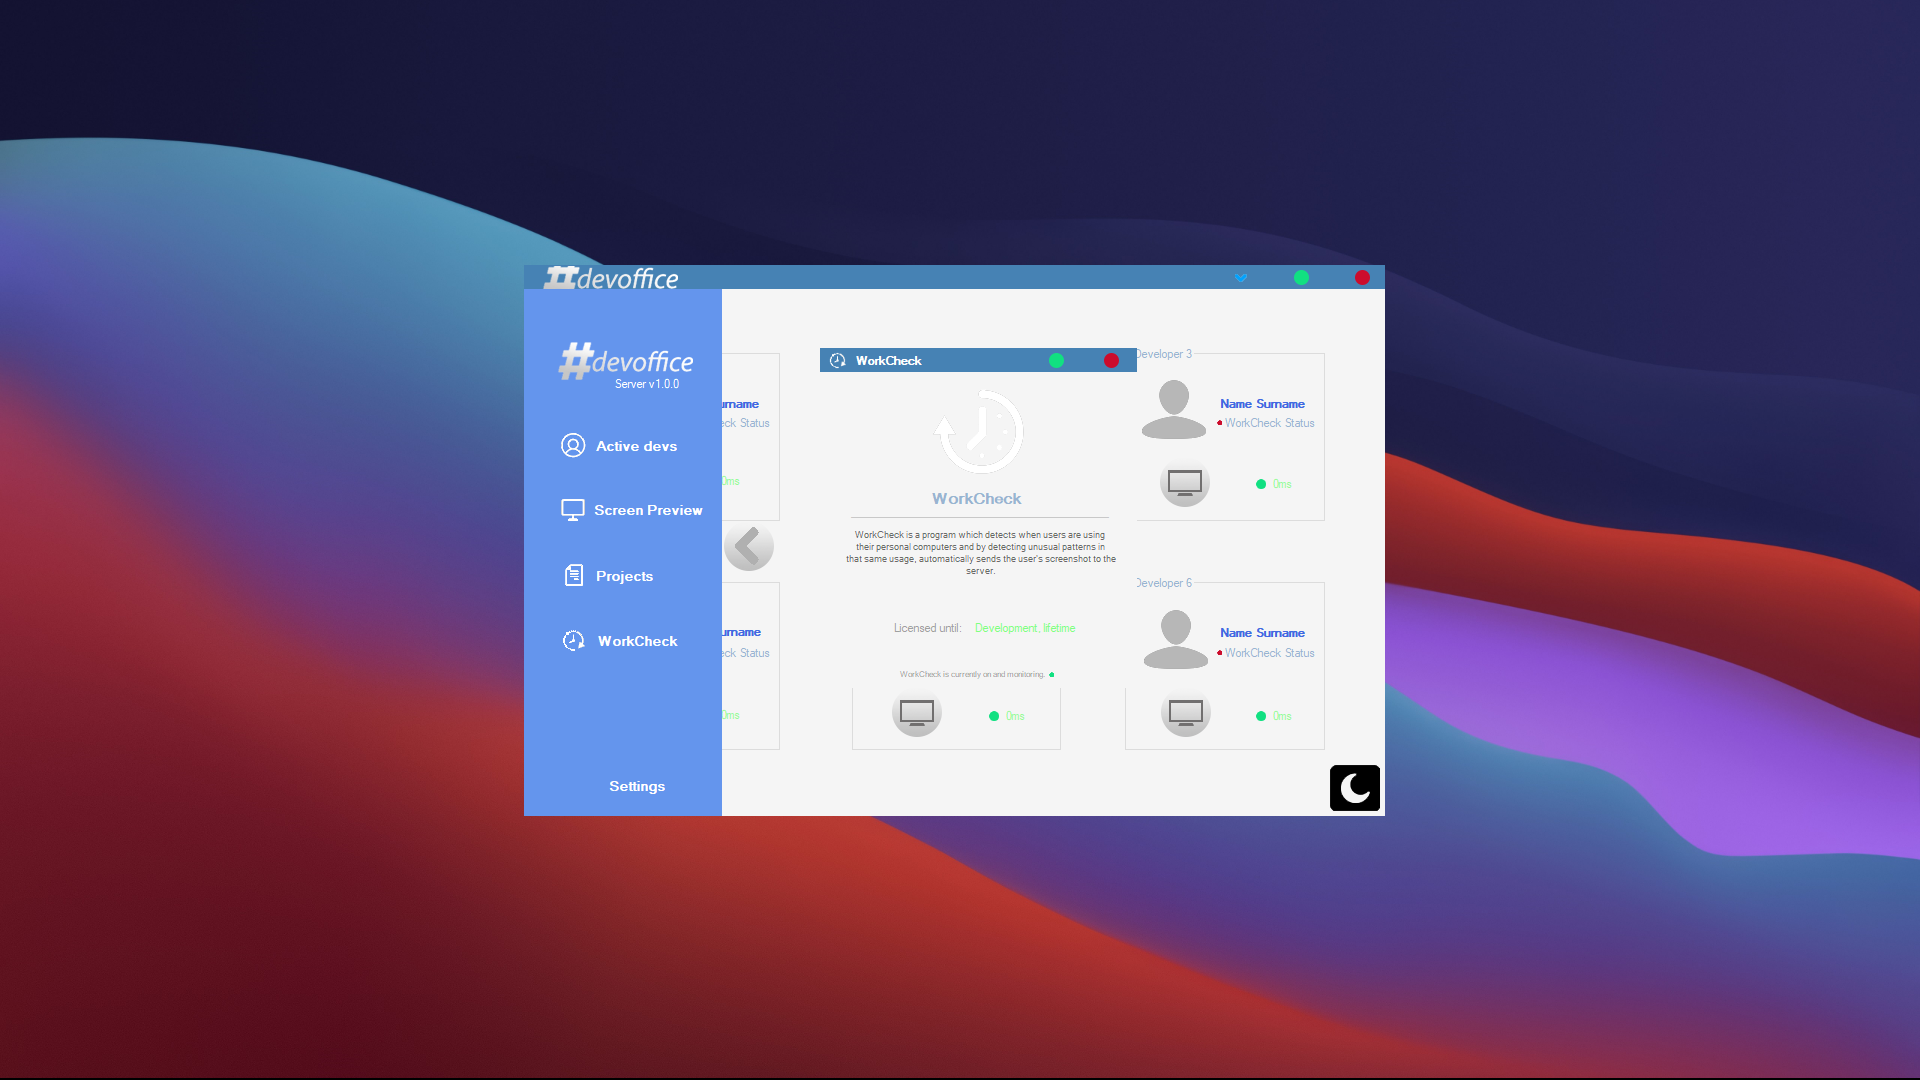 #devoffice
#devoffice
Server v1.0.0
Active devs
Screen Preview
Projects
WorkCheck
Settings
urname
eck Status
0ms
urname
eck Status
0ms
WorkCheck
WorkCheck
WorkCheck is a program which detects when users are using
their personal computers and by detecting unusual patterns in
that same usage, automatically sends the user's screenshot to the
server.
Licensed until: Development, lifetime
WorkCheck is currently on and monitoring.
0ms
Developer 3
Name Surname
WorkCheck Status
0ms
Developer 6
Name Surname
WorkCheck Status
0ms